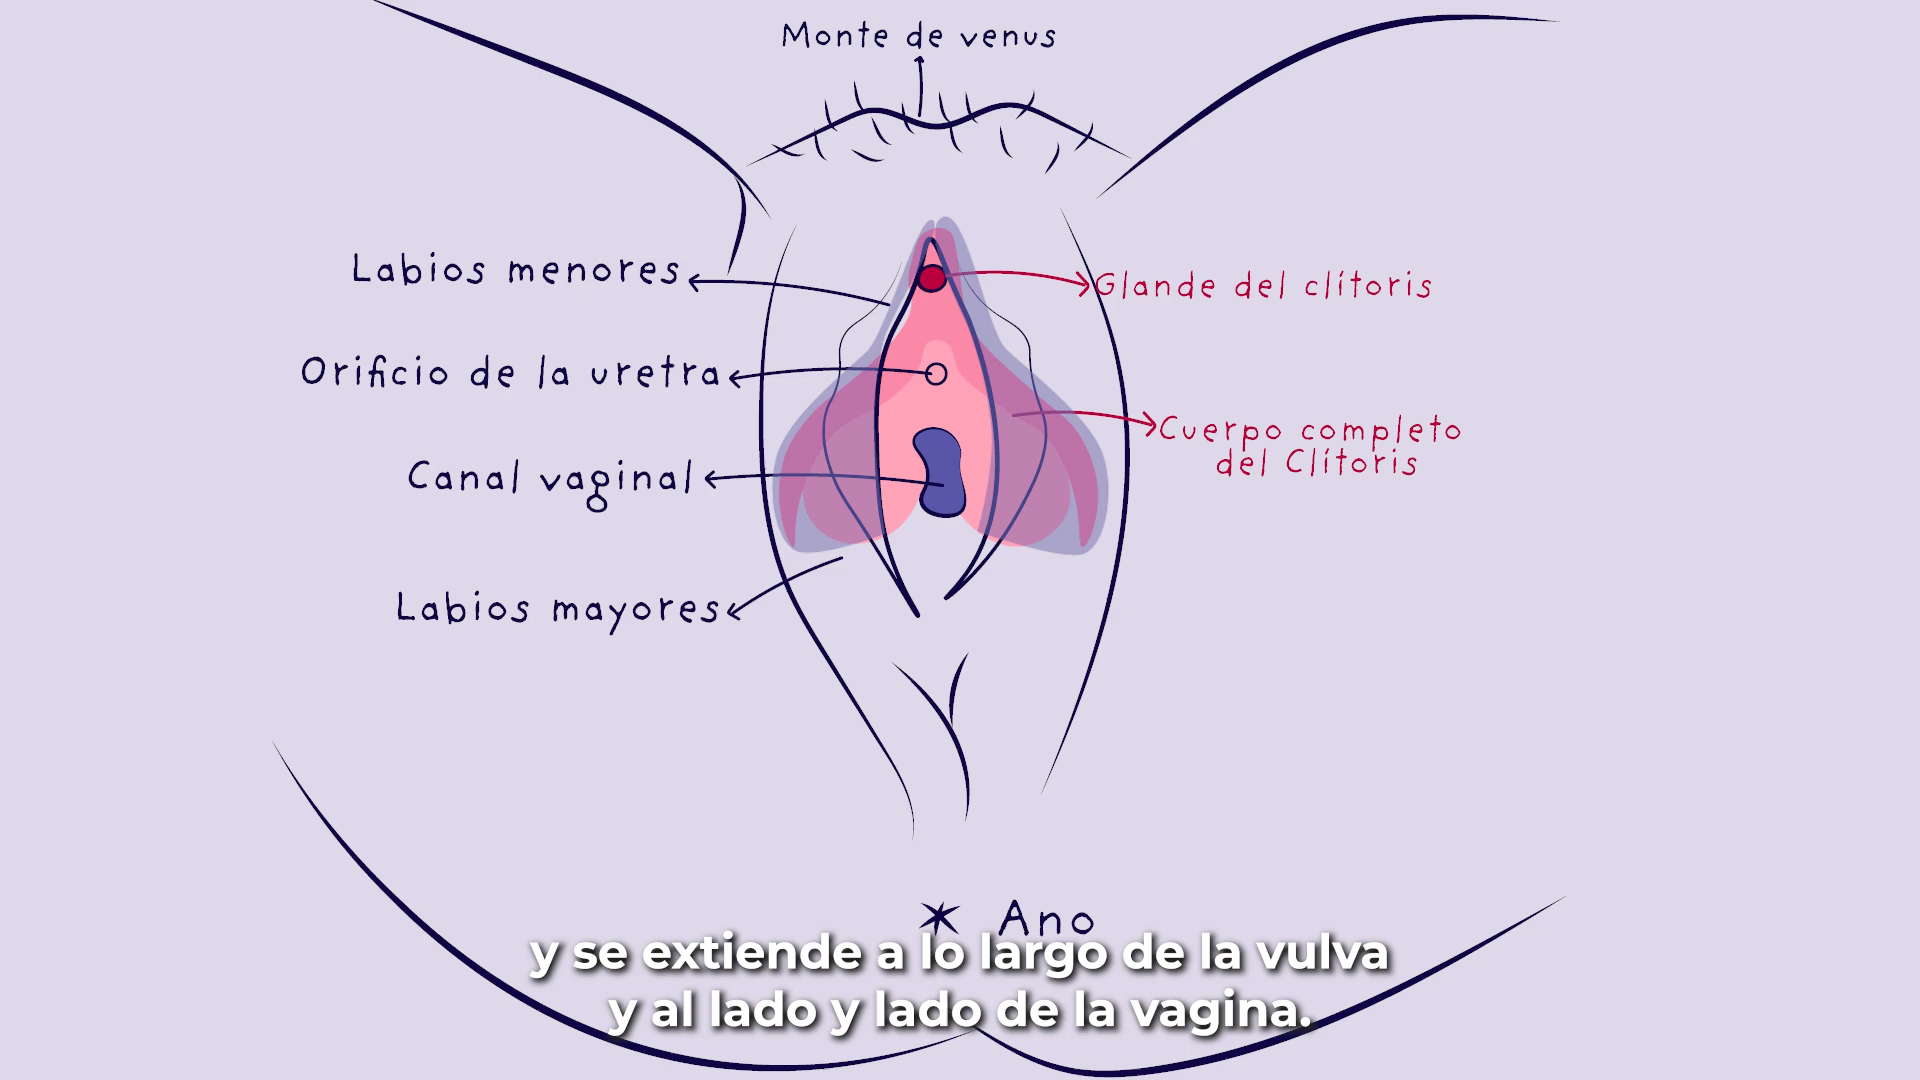 Monte de venus
Labios menores
Glande del clítoris
Orificio de la uretra
Cuerpo completo
del Clítoris
Canal vaginal
Labios mayores
Ano
y se extiende a lo largo de la vulva
y al lado y lado de la vagina.